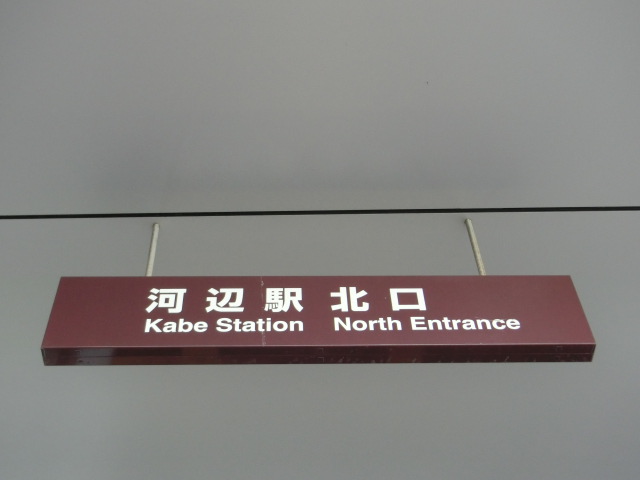 河辺駅 北口
Kabe Station North Entrance